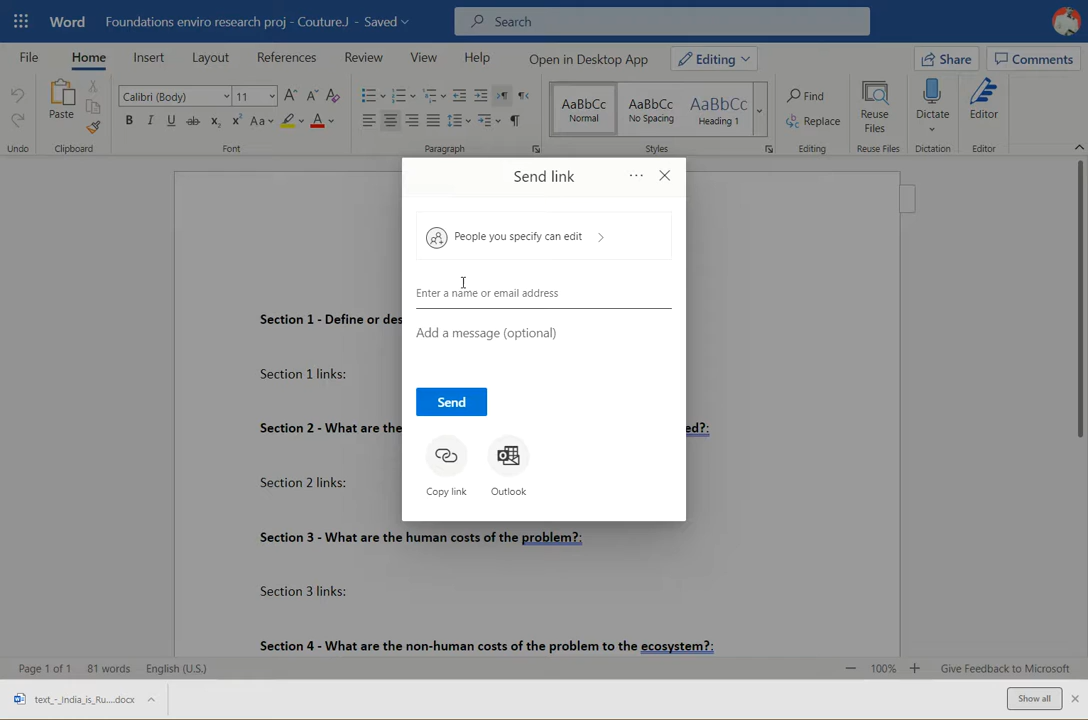 Word Foundations enviro research proj - Couture.J - Saved Search
File Home Insert Layout References Review View Help Open in Desktop App Editing Share Comments
Paste Calibri (Body) 11 AaBbCc Normal AaBbCc No Spacing AaBbCc Heading 1 Find Replace Reuse Files Dictate Editor
B I U ab x₂ x² Aa A
Undo Clipboard Font Paragraph Styles Editing Reuse Files Dictation Editor
Send link
People you specify can edit
Enter a name or email address
Add a message (optional)
Send
Copy link Outlook
Section 1 - Define or des
Section 1 links:
Section 2 - What are the ed?:
Section 2 links:
Section 3 - What are the human costs of the problem?:
Section 3 links:
Section 4 - What are the non-human costs of the problem to the ecosystem?:
Page 1 of 1 81 words English (U.S.) 100% Give Feedback to Microsoft
text_-_India_is_Ru....docx Show all